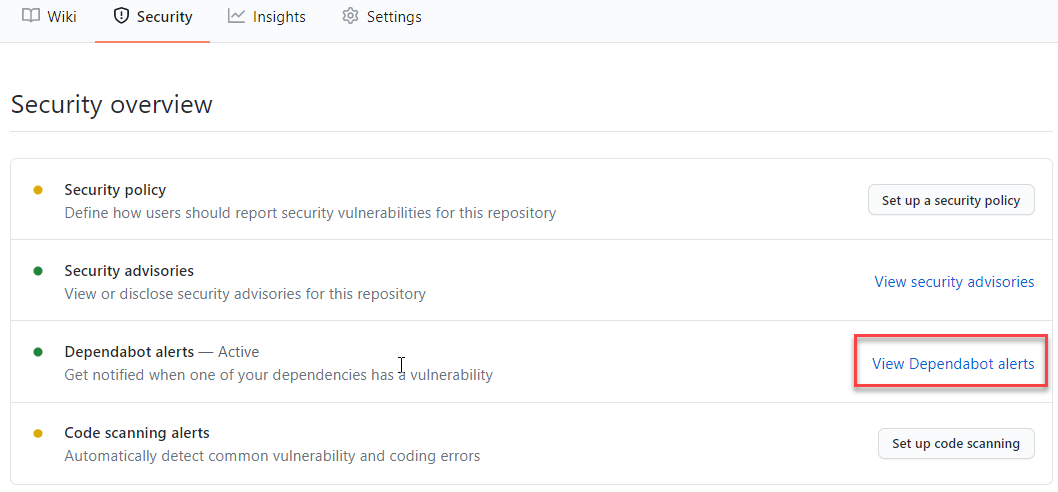 Wiki Security Insights Settings
Security overview
Security policy
Define how users should report security vulnerabilities for this repository
Set up a security policy
Security advisories
View or disclose security advisories for this repository
View security advisories
Dependabot alerts — Active
Get notified when one of your dependencies has a vulnerability
View Dependabot alerts
Code scanning alerts
Automatically detect common vulnerability and coding errors
Set up code scanning